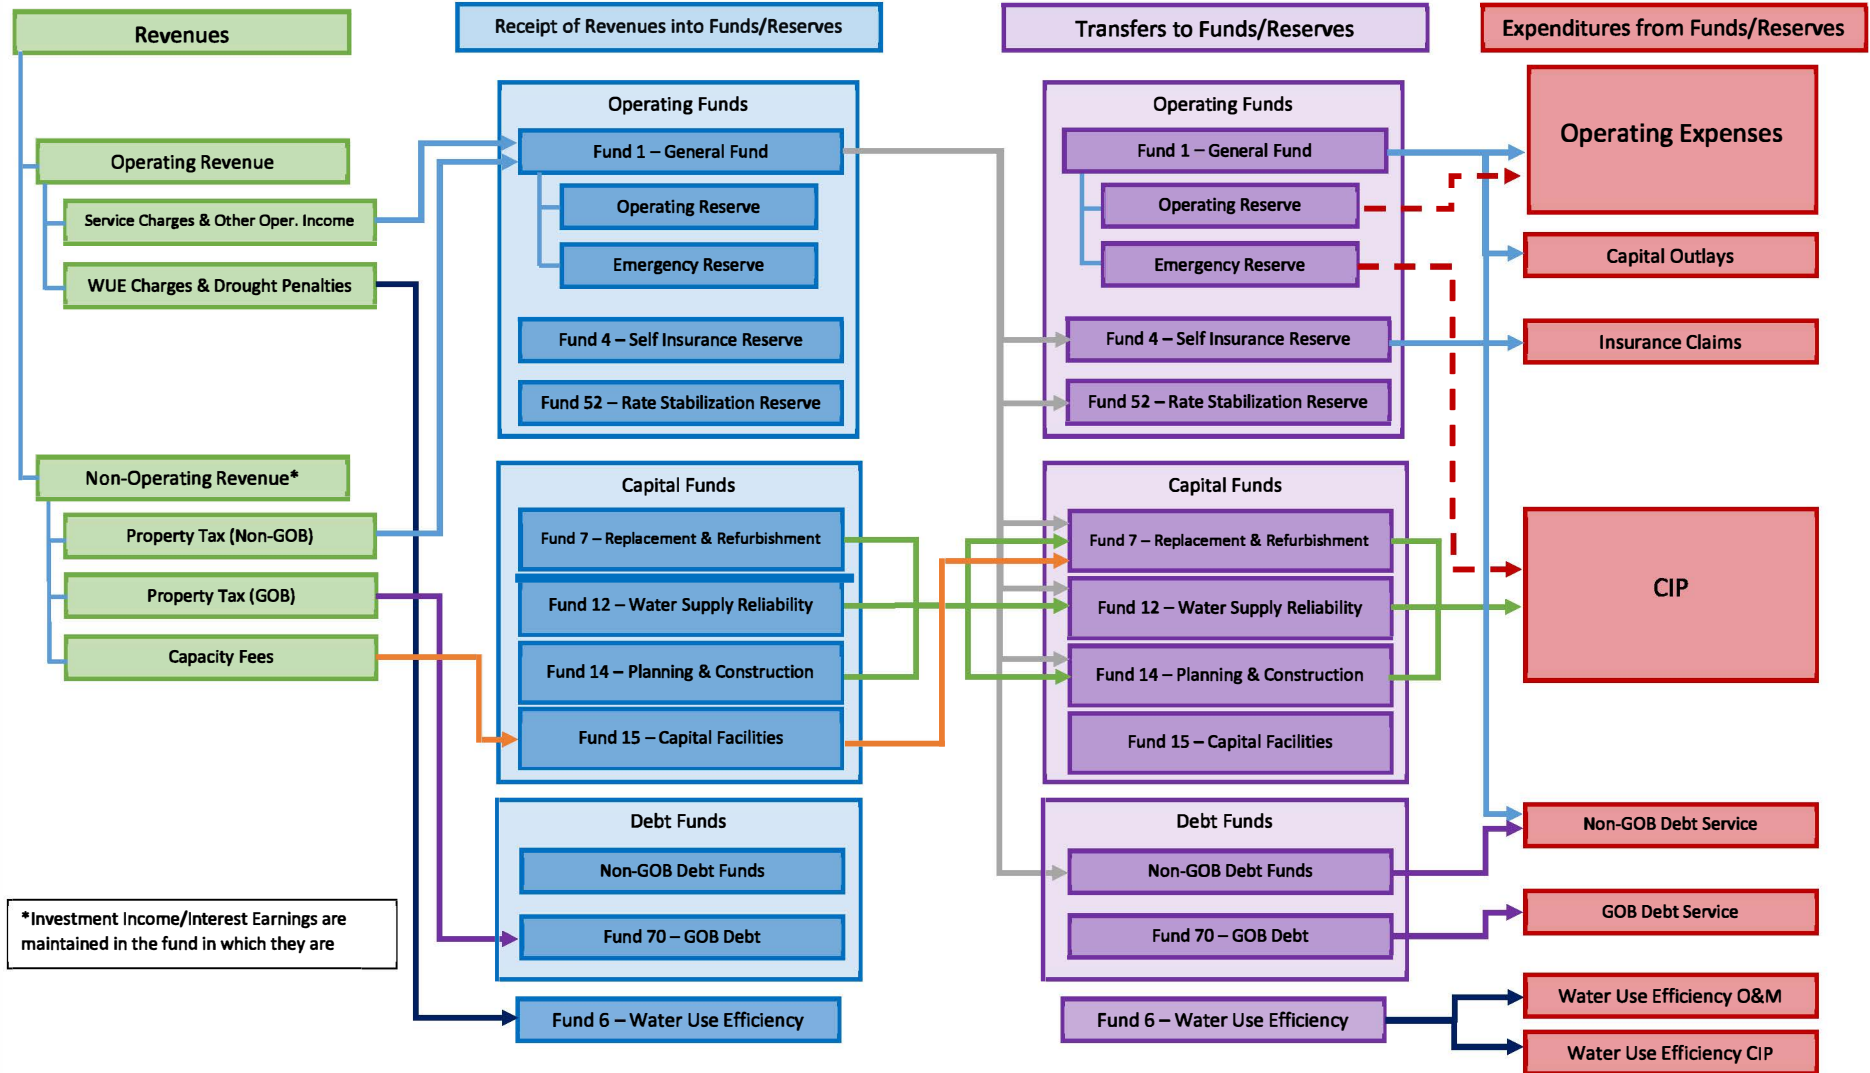 Revenues
Receipt of Revenues into Funds/Reserves
Transfers to Funds/Reserves
Expenditures from Funds/Reserves
Operating Revenue
Service Charges & Other Oper. Income
WUE Charges & Drought Penalties
Non-Operating Revenue*
Property Tax (Non-GOB)
Property Tax (GOB)
Capacity Fees
*Investment Income/Interest Earnings are
maintained in the fund in which they are
Operating Funds
Fund 1 – General Fund
Operating Reserve
Emergency Reserve
Fund 4 – Self Insurance Reserve
Fund 52 – Rate Stabilization Reserve
Capital Funds
Fund 7 – Replacement & Refurbishment
Fund 12 – Water Supply Reliability
Fund 14 – Planning & Construction
Fund 15 – Capital Facilities
Debt Funds
Non-GOB Debt Funds
Fund 70 – GOB Debt
Fund 6 – Water Use Efficiency
Operating Funds
Fund 1 – General Fund
Operating Reserve
Emergency Reserve
Fund 4 – Self Insurance Reserve
Fund 52 – Rate Stabilization Reserve
Capital Funds
Fund 7 – Replacement & Refurbishment
Fund 12 – Water Supply Reliability
Fund 14 – Planning & Construction
Fund 15 – Capital Facilities
Debt Funds
Non-GOB Debt Funds
Fund 70 – GOB Debt
Fund 6 – Water Use Efficiency
Operating Expenses
Capital Outlays
Insurance Claims
CIP
Non-GOB Debt Service
GOB Debt Service
Water Use Efficiency O&M
Water Use Efficiency CIP